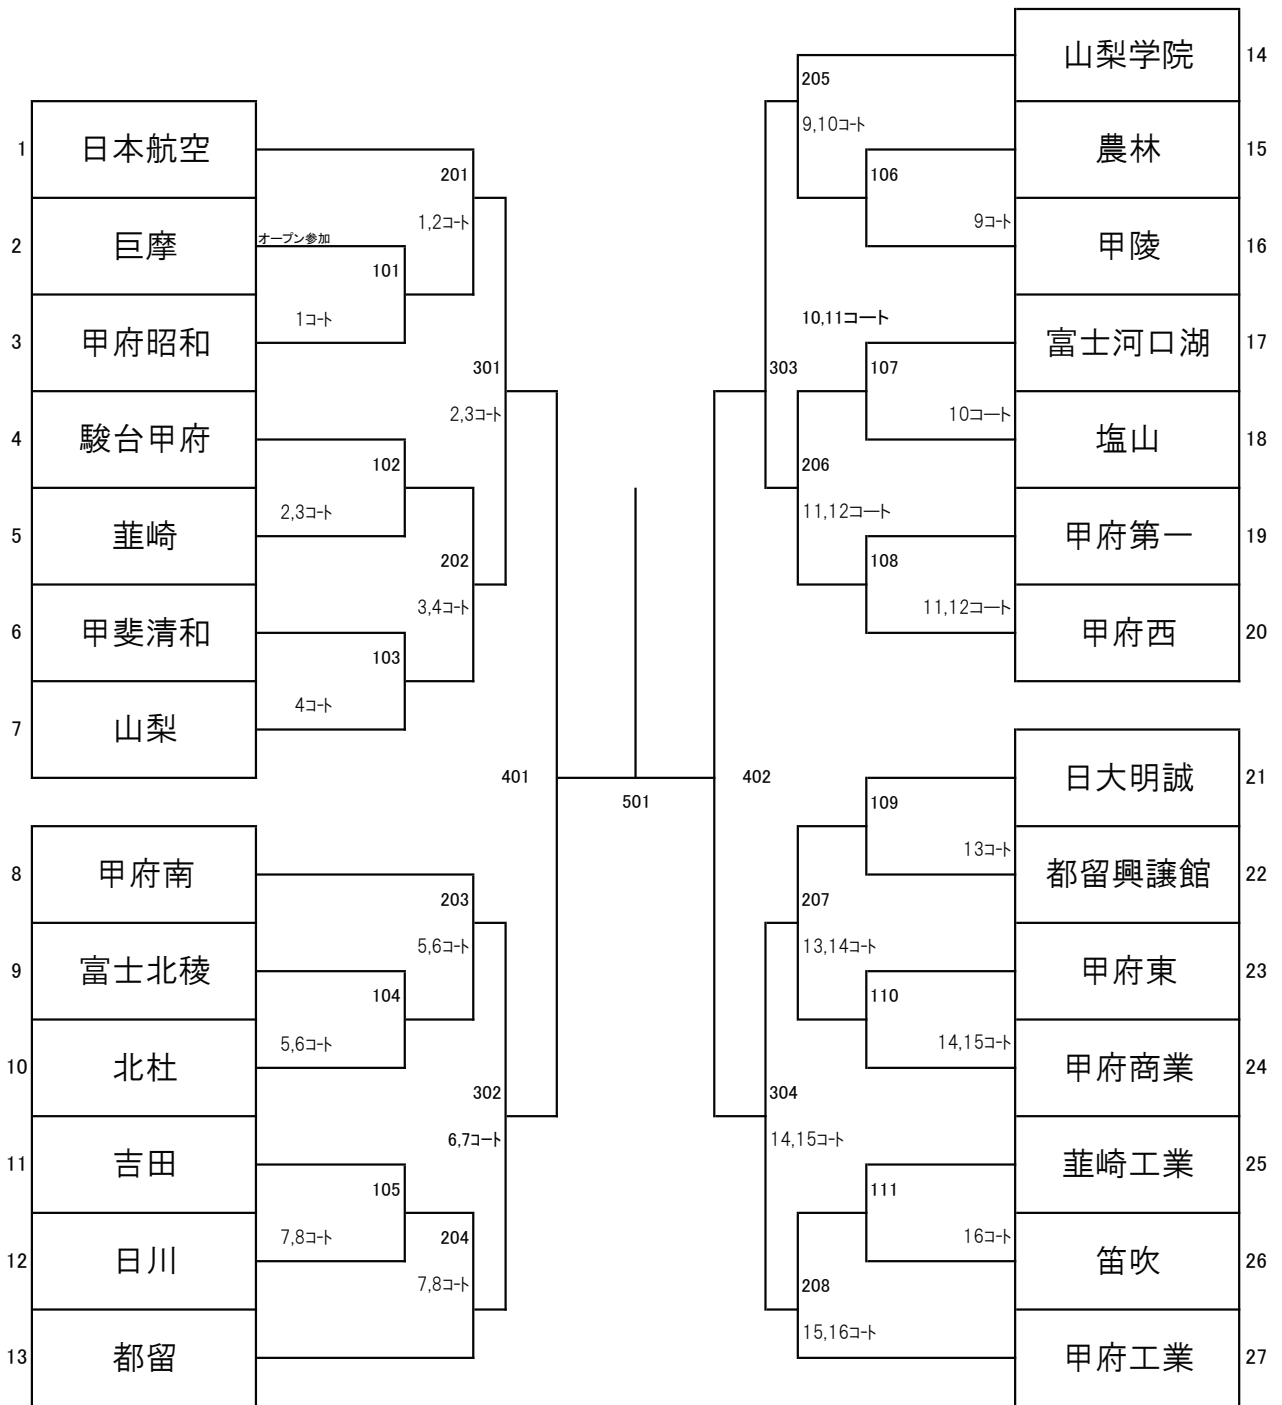 1 日本航空
2 巨摩
オープン参加
3 甲府昭和
4 駿台甲府
5 韮崎
6 甲斐清和
7 山梨
8 甲府南
9 富士北稜
10 北杜
11 吉田
12 日川
13 都留
101
1コート
102
2,3コート
103
4コート
104
5,6コート
105
7,8コート
201
1,2コート
202
3,4コート
203
5,6コート
204
7,8コート
301
2,3コート
302
6,7コート
401
501
402
303
10,11コート
304
14,15コート
205
9,10コート
206
11,12コート
207
13,14コート
208
15,16コート
106
9コート
107
10コート
108
11,12コート
109
13コート
110
14,15コート
111
16コート
山梨学院 14
農林 15
甲陵 16
富士河口湖 17
塩山 18
甲府第一 19
甲府西 20
日大明誠 21
都留興譲館 22
甲府東 23
甲府商業 24
韮崎工業 25
笛吹 26
甲府工業 27